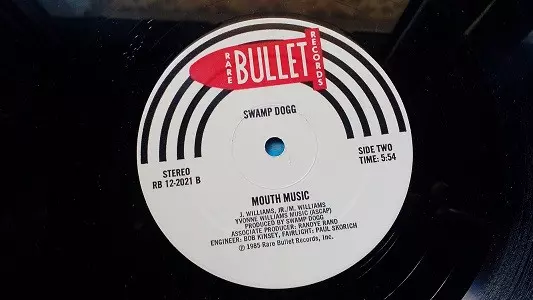 RARE
BULLET
RECORDS
SWAMP DOGG
STEREO
RB 12-2021 B
SIDE TWO
TIME: 5:54
MOUTH MUSIC
J. WILLIAMS, JR./M. WILLIAMS
YVONNE WILLIAMS MUSIC (ASCAP)
PRODUCED BY SWAMP DOGG
ASSOCIATE PRODUCER: RANDYE RAND
ENGINEER: BOB KINSEY, FAIRLIGHT: PAUL SKORICH
℗ 1985 Rare Bullet Records, Inc.